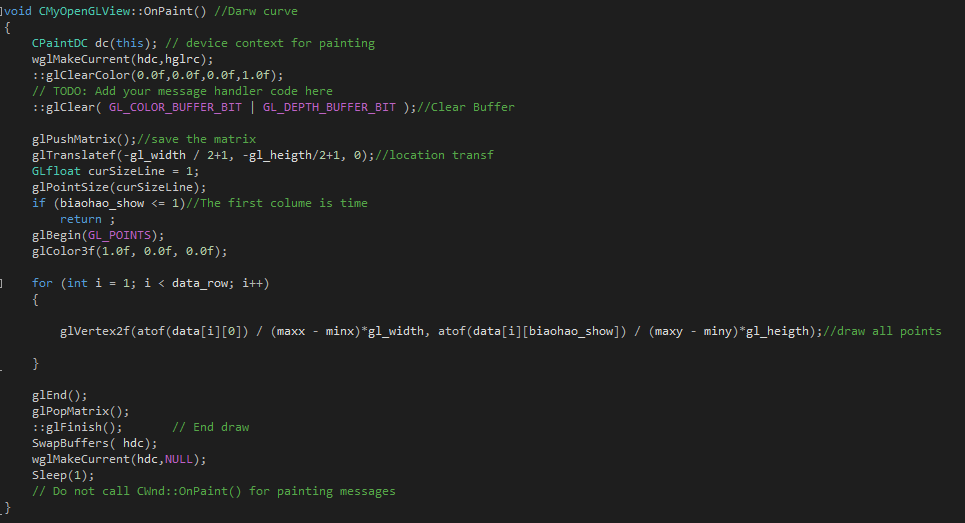 void CMyOpenGLView::OnPaint() //Darw curve
{
CPaintDC dc(this); // device context for painting
wglMakeCurrent(hdc,hglrc);
::glClearColor(0.0f,0.0f,0.0f,1.0f);
// TODO: Add your message handler code here
::glClear( GL_COLOR_BUFFER_BIT | GL_DEPTH_BUFFER_BIT );//Clear Buffer
glPushMatrix();//save the matrix
glTranslatef(-gl_width / 2+1, -gl_heigth/2+1, 0);//location transf
GLfloat curSizeLine = 1;
glPointSize(curSizeLine);
if (biaohao_show <= 1)//The first colume is time
return ;
glBegin(GL_POINTS);
glColor3f(1.0f, 0.0f, 0.0f);
for (int i = 1; i < data_row; i++)
{
glVertex2f(atof(data[i][0]) / (maxx - minx)*gl_width, atof(data[i][biaohao_show]) / (maxy - miny)*gl_heigth);//draw all points
}
glEnd();
glPopMatrix();
::glFinish(); // End draw
SwapBuffers( hdc);
wglMakeCurrent(hdc,NULL);
Sleep(1);
// Do not call CWnd::OnPaint() for painting messages
}